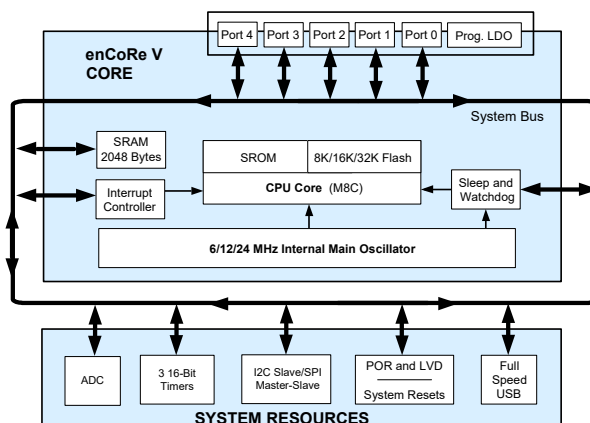 Port 4 Port 3 Port 2 Port 1 Port 0 Prog. LDO
enCoRe V
CORE
System Bus
SRAM
2048 Bytes
SROM 8K/16K/32K Flash
CPU Core (M8C)
Interrupt
Controller
Sleep and
Watchdog
6/12/24 MHz Internal Main Oscillator
ADC
3 16-Bit
Timers
I2C Slave/SPI
Master-Slave
POR and LVD
System Resets
Full
Speed
USB
SYSTEM RESOURCES